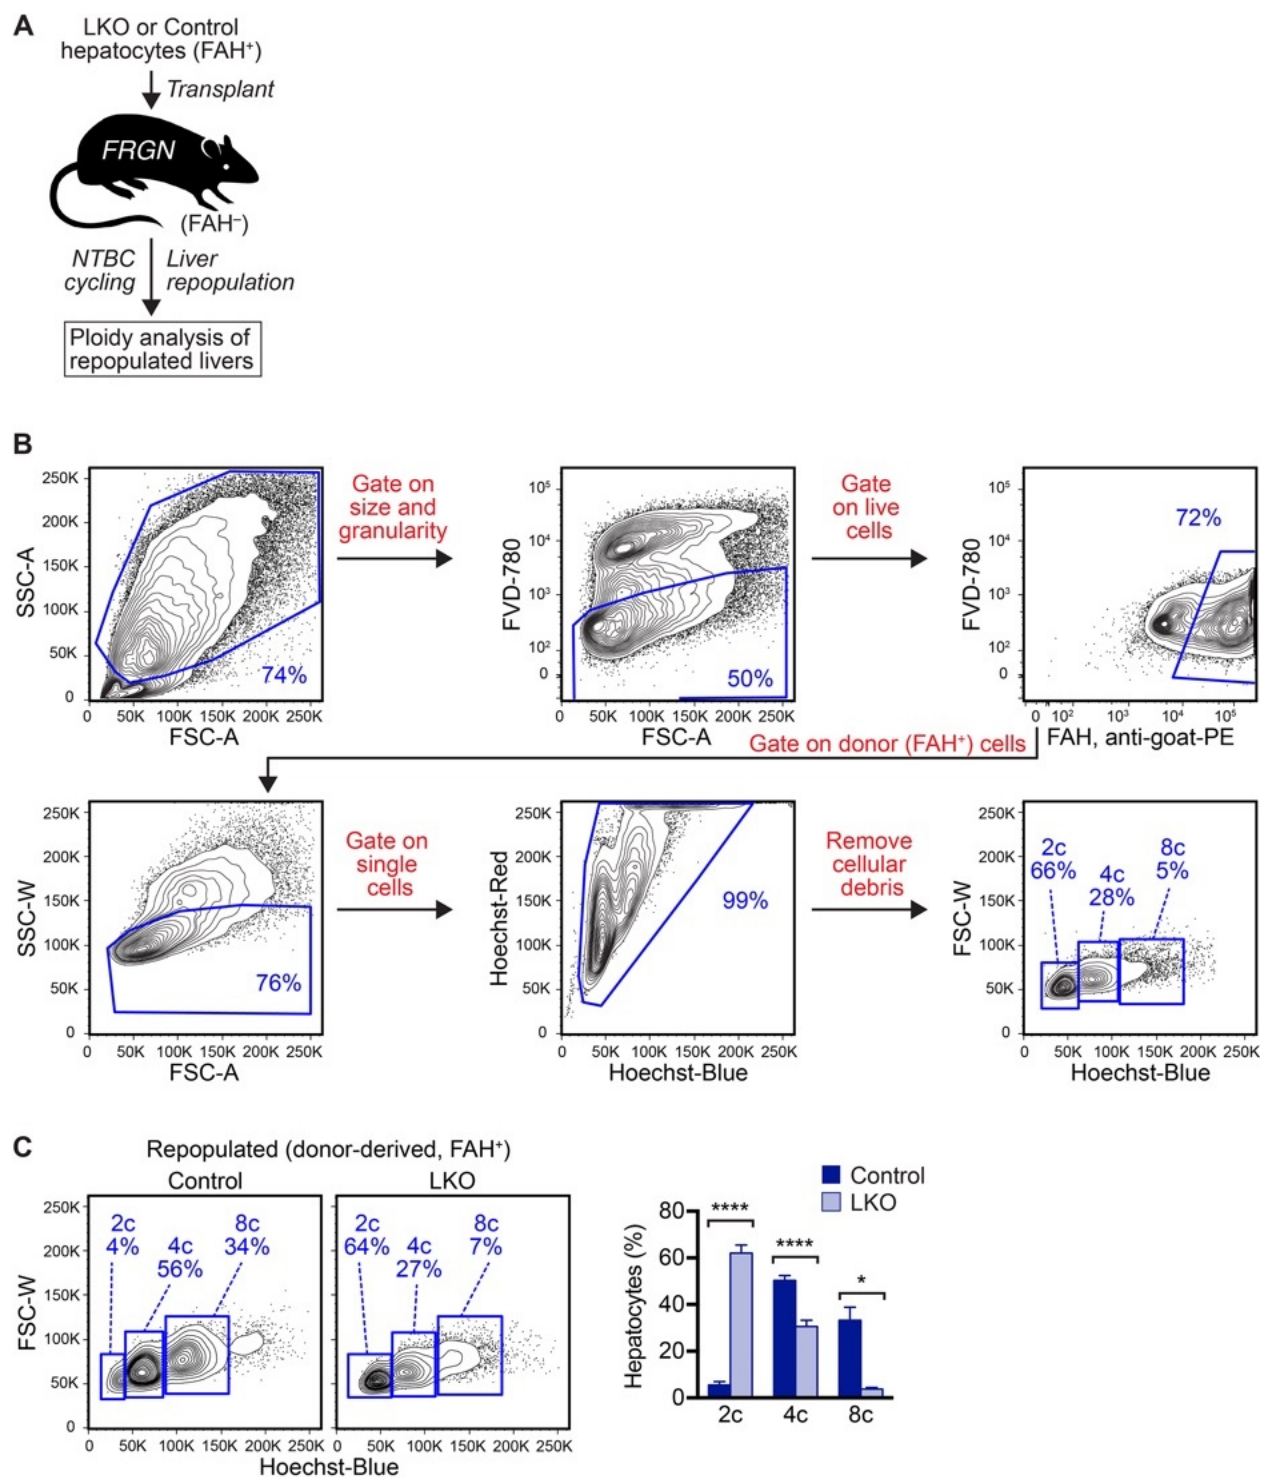 A
LKO or Control
hepatocytes (FAH⁺)
Transplant
FRGN
(FAH⁻)
NTBC
cycling
Liver
repopulation
Ploidy analysis of
repopulated livers
B
SSC-A
250K
200K
150K
100K
50K
0
74%
0 50K 100K 150K 200K 250K
FSC-A
Gate on
size and
granularity
FVD-780
10⁵
10⁴
10³
10²
0
50%
0 50K 100K 150K 200K 250K
FSC-A
Gate
on live
cells
FVD-780
10⁵
10⁴
10³
10²
0
72%
0 10² 10³ 10⁴ 10⁵
FAH, anti-goat-PE
Gate on donor (FAH⁺) cells
SSC-W
250K
200K
150K
100K
50K
0
76%
0 50K 100K 150K 200K 250K
FSC-A
Gate on
single
cells
Hoechst-Red
250K
200K
150K
100K
50K
0
99%
0 50K 100K 150K 200K 250K
Hoechst-Blue
Remove
cellular
debris
FSC-W
250K
200K
150K
100K
50K
0
2c
66%
4c
28%
8c
5%
0 50K 100K 150K 200K 250K
Hoechst-Blue
C
Repopulated (donor-derived, FAH⁺)
Control
LKO
FSC-W
250K
200K
150K
100K
50K
0
2c
4%
4c
56%
8c
34%
0 50K 100K 150K 200K 250K
2c
64%
4c
27%
8c
7%
0 50K 100K 150K 200K 250K
Hoechst-Blue
Control
LKO
Hepatocytes (%)
80
60
40
20
0
****
****
*
2c 4c 8c